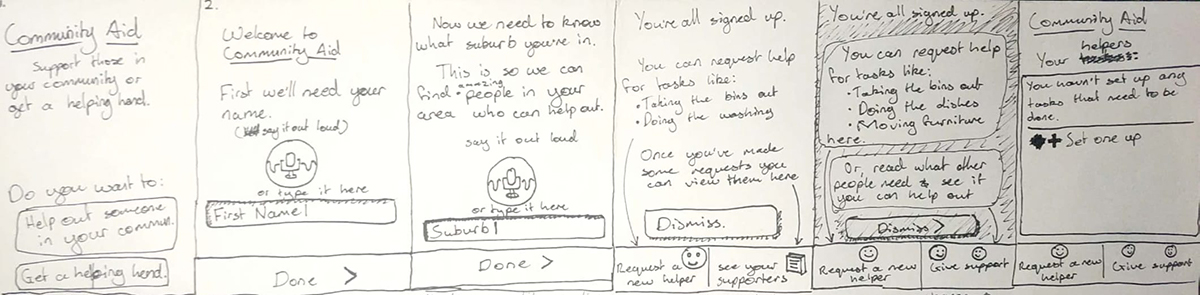 1.
Community Aid
Support those in
your community or
get a helping hand.
Do you want to:
Help out someone
in your commun.
Get a helping hand.
2.
Welcome to
Community Aid
First we'll need your
name.
(say it out loud)
or type it here
First Name
Done >
Now we need to know
what suburb you're in.
This is so we can
find amazing people in your
area who can help out.
say it out loud
or type it here
Suburb
Done >
You're all signed up.
You can request help
for tasks like:
• Taking the bins out
• Doing the washing
Once you've made
some requests you
can view them here
Dismiss.
Request a
new helper
see your
supporters
You're all signed up.
You can request help
for tasks like:
• Taking the bins out
• Doing the dishes
• Moving furniture
here.
Or, read what other
people need & see if
you can help out
Dismiss >
Request a new
helper
Give support
Community Aid
Your helpers
You havn't set up any
tasks that need to be
done.
+ Set one up
Request a new
helper
Give support